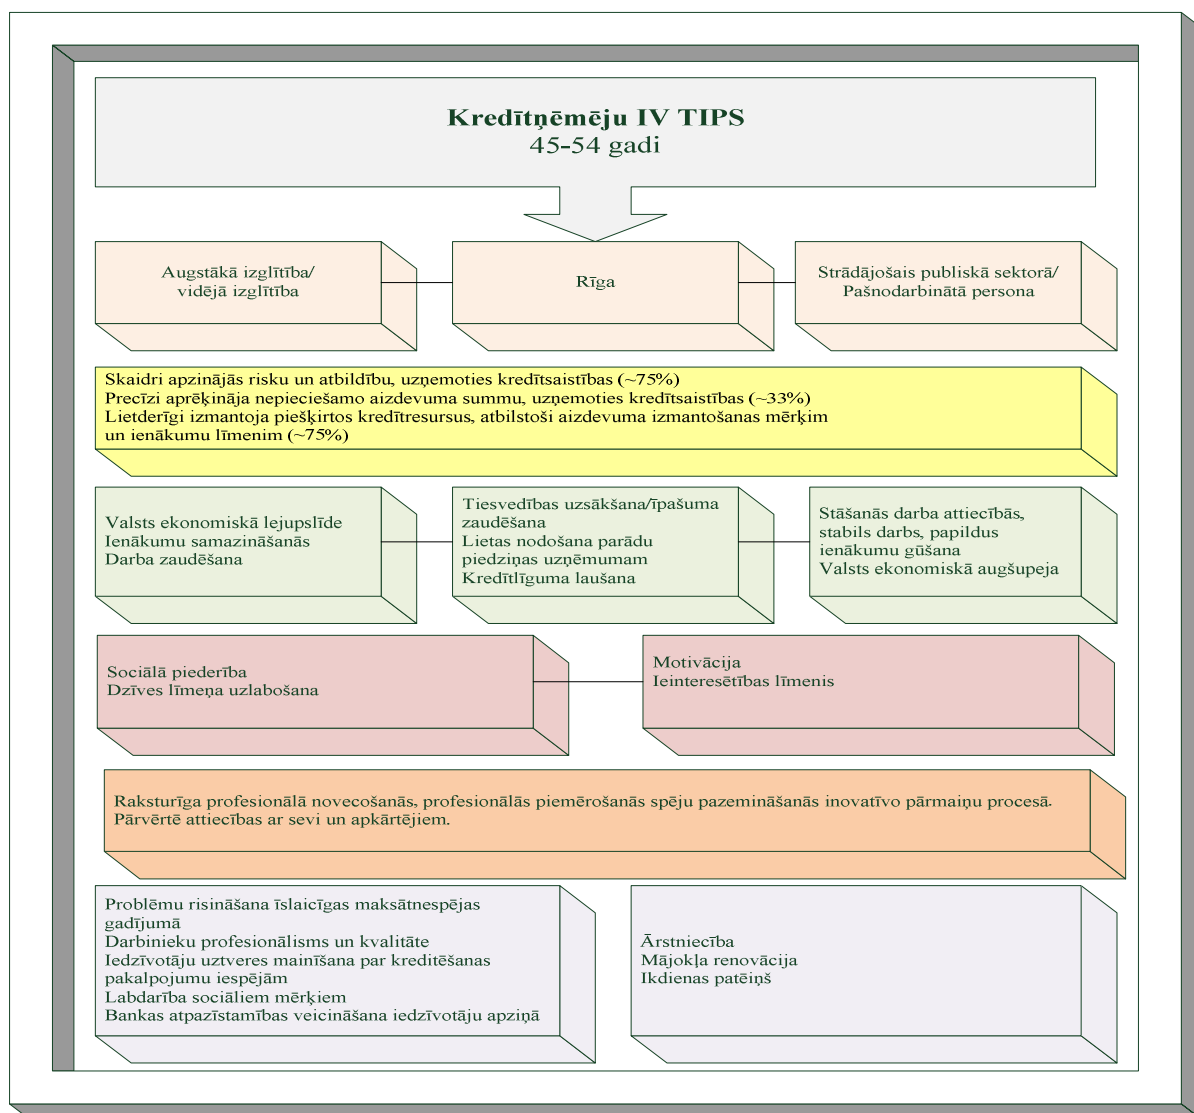 Kredītņēmēju IV TIPS
45-54 gadi
Augstākā izglītība/
vidējā izglītība
Rīga
Strādājošais publiskā sektorā/
Pašnodarbinātā persona
Skaidri apzinājās risku un atbildību, uzņemoties kredītsaistības (~75%)
Precīzi aprēķināja nepieciešamo aizdevuma summu, uzņemoties kredītsaistības (~33%)
Lietderīgi izmantoja piešķirtos kredītresursus, atbilstoši aizdevuma izmantošanas mērķim
un ienākumu līmenim (~75%)
Valsts ekonomiskā lejupslīde
Ienākumu samazināšanās
Darba zaudēšana
Tiesvedības uzsākšana/īpašuma
zaudēšana
Lietas nodošana parādu
piedziņas uzņēmumam
Kredītlīguma laušana
Stāšanās darba attiecībās,
stabils darbs, papildus
ienākumu gūšana
Valsts ekonomiskā augšupeja
Sociālā piederība
Dzīves līmeņa uzlabošana
Motivācija
Ieinteresētības līmenis
Raksturīga profesionālā novecošanās, profesionālās piemērošanās spēju pazemināšanās inovatīvo pārmaiņu procesā.
Pārvērtē attiecības ar sevi un apkārtējiem.
Problēmu risināšana īslaicīgas maksātnespējas
gadījumā
Darbinieku profesionālisms un kvalitāte
Iedzīvotāju uztveres mainīšana par kreditēšanas
pakalpojumu iespējām
Labdarība sociāliem mērķiem
Bankas atpazīstamības veicināšana iedzīvotāju apziņā
Ārstniecība
Mājokļa renovācija
Ikdienas patēiņš